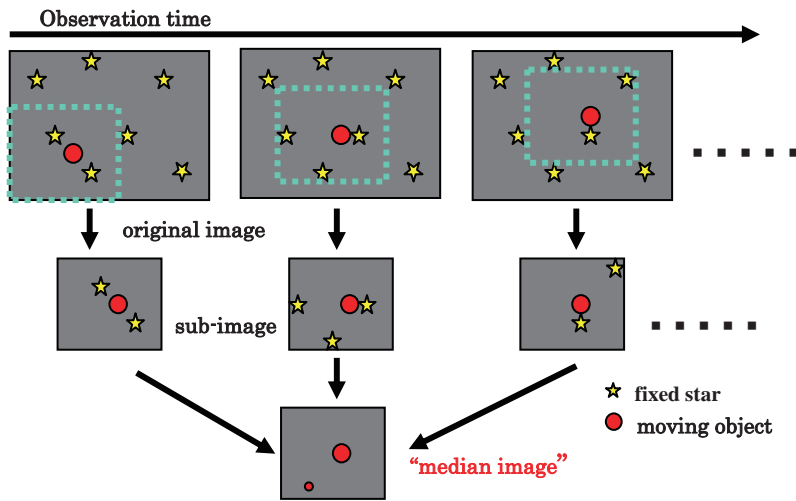 Observation time
original image
sub-image
fixed star
moving object
“median image”